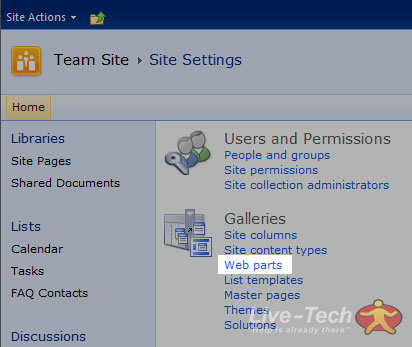 Site Actions
Team Site ▸ Site Settings
Home
Libraries
Site Pages
Shared Documents
Lists
Calendar
Tasks
FAQ Contacts
Discussions
Users and Permissions
People and groups
Site permissions
Site collection administrators
Galleries
Site columns
Site content types
Web parts
List templates
Master pages
Themes
Solutions
Live-Tech
Help is already there"